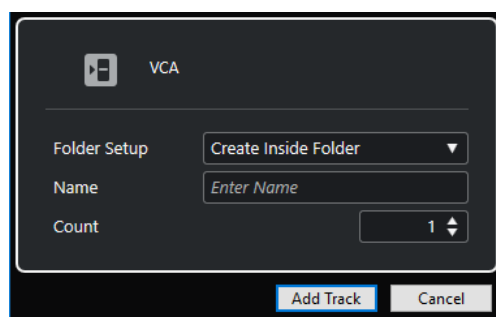 VCA
Folder Setup Create Inside Folder
Name Enter Name
Count 1
Add Track Cancel